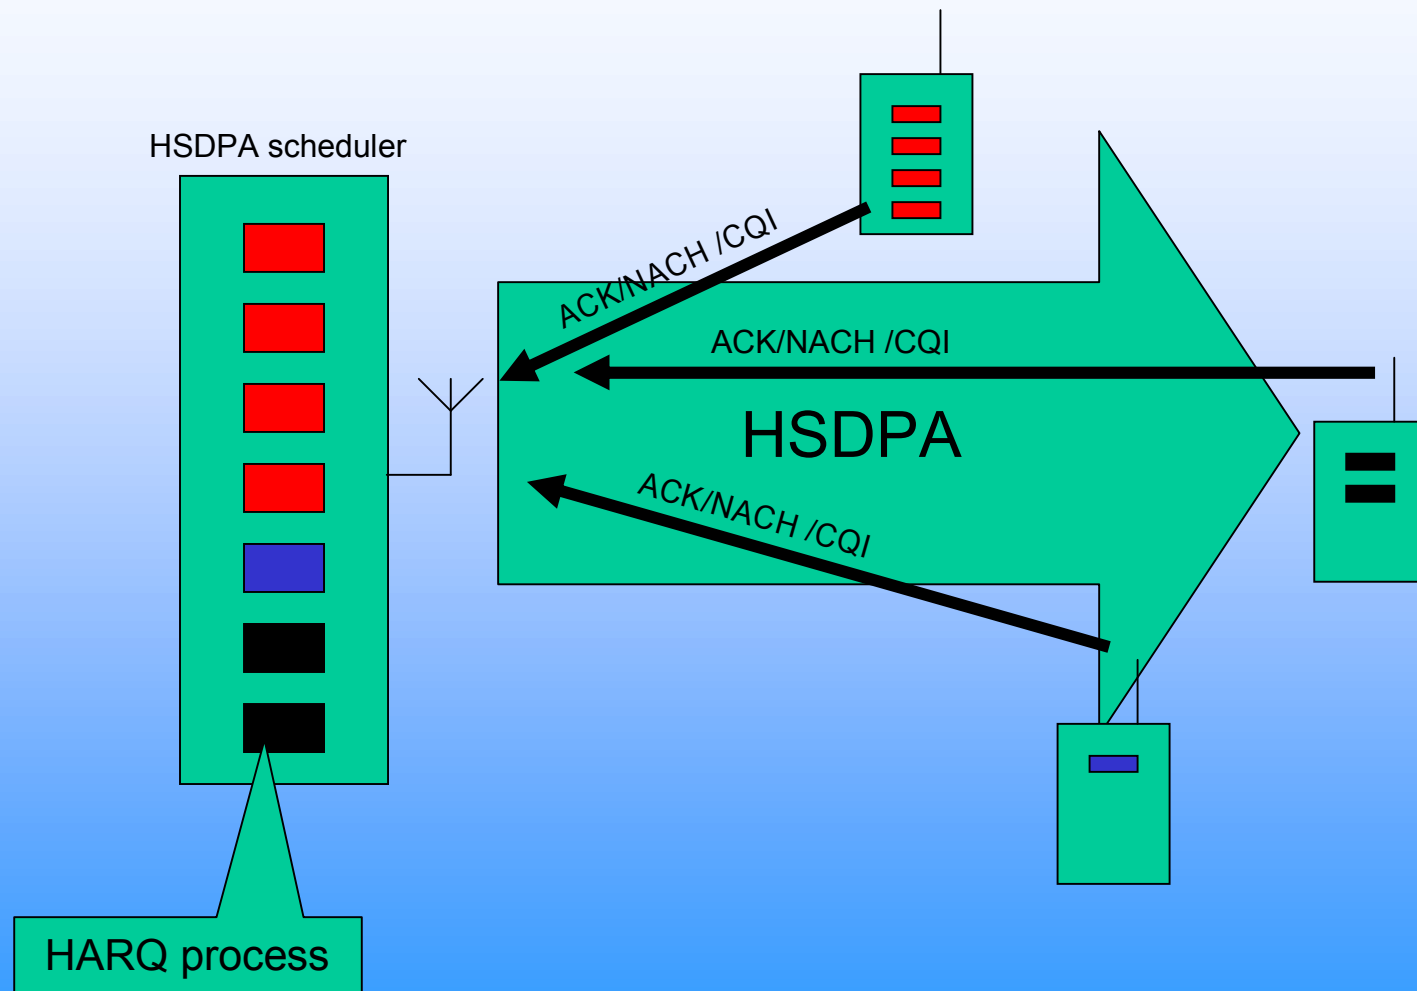 HSDPA scheduler
ACK/NACH /CQI
ACK/NACH /CQI
HSDPA
ACK/NACH /CQI
HARQ process